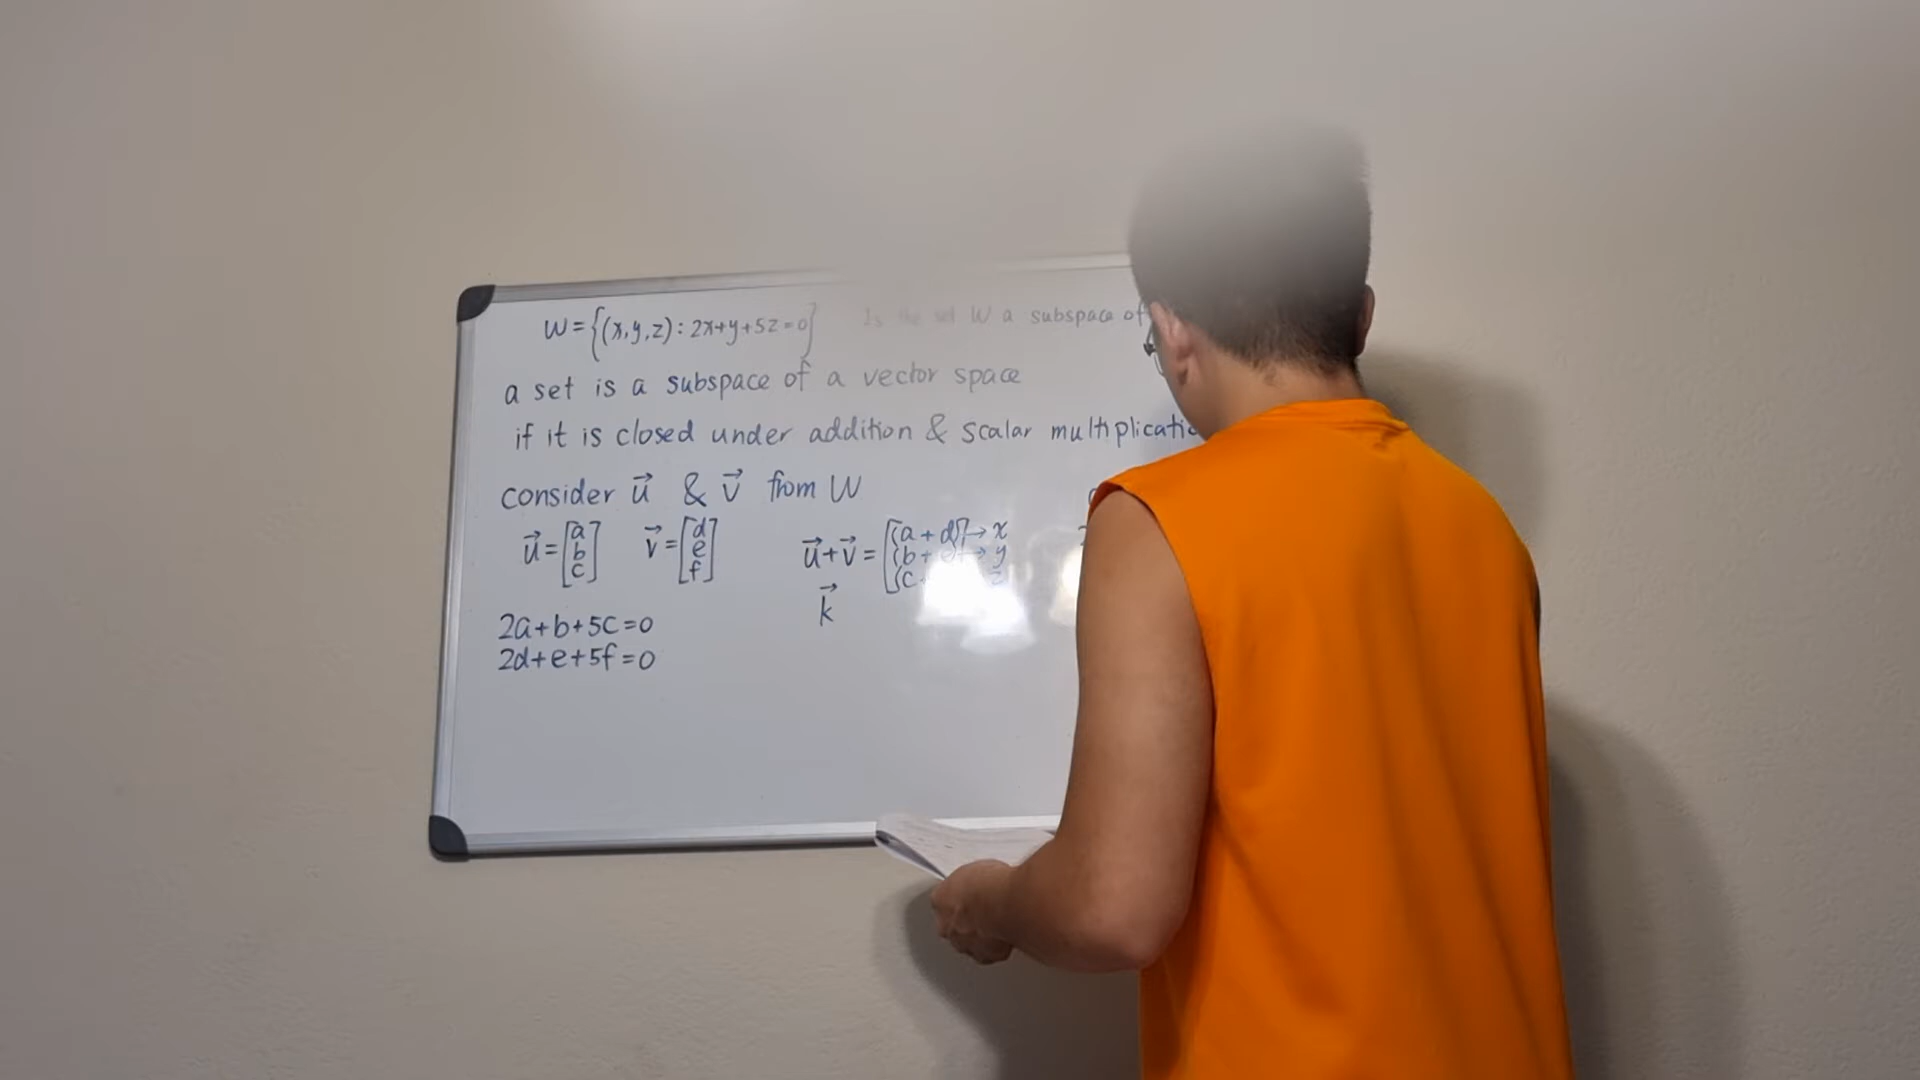 W = {(x,y,z) : 2x+y+5z=0} Is the set W a subspace of
a set is a subspace of a vector space
if it is closed under addition & scalar
consider u⃗ & v⃗ from W
u⃗ = [a b c] v⃗ = [d e f] u⃗+v⃗ = [(a+d) → x
(b+ → y
(c
k⃗
2a+b+5c=0
2d+e+5f=0